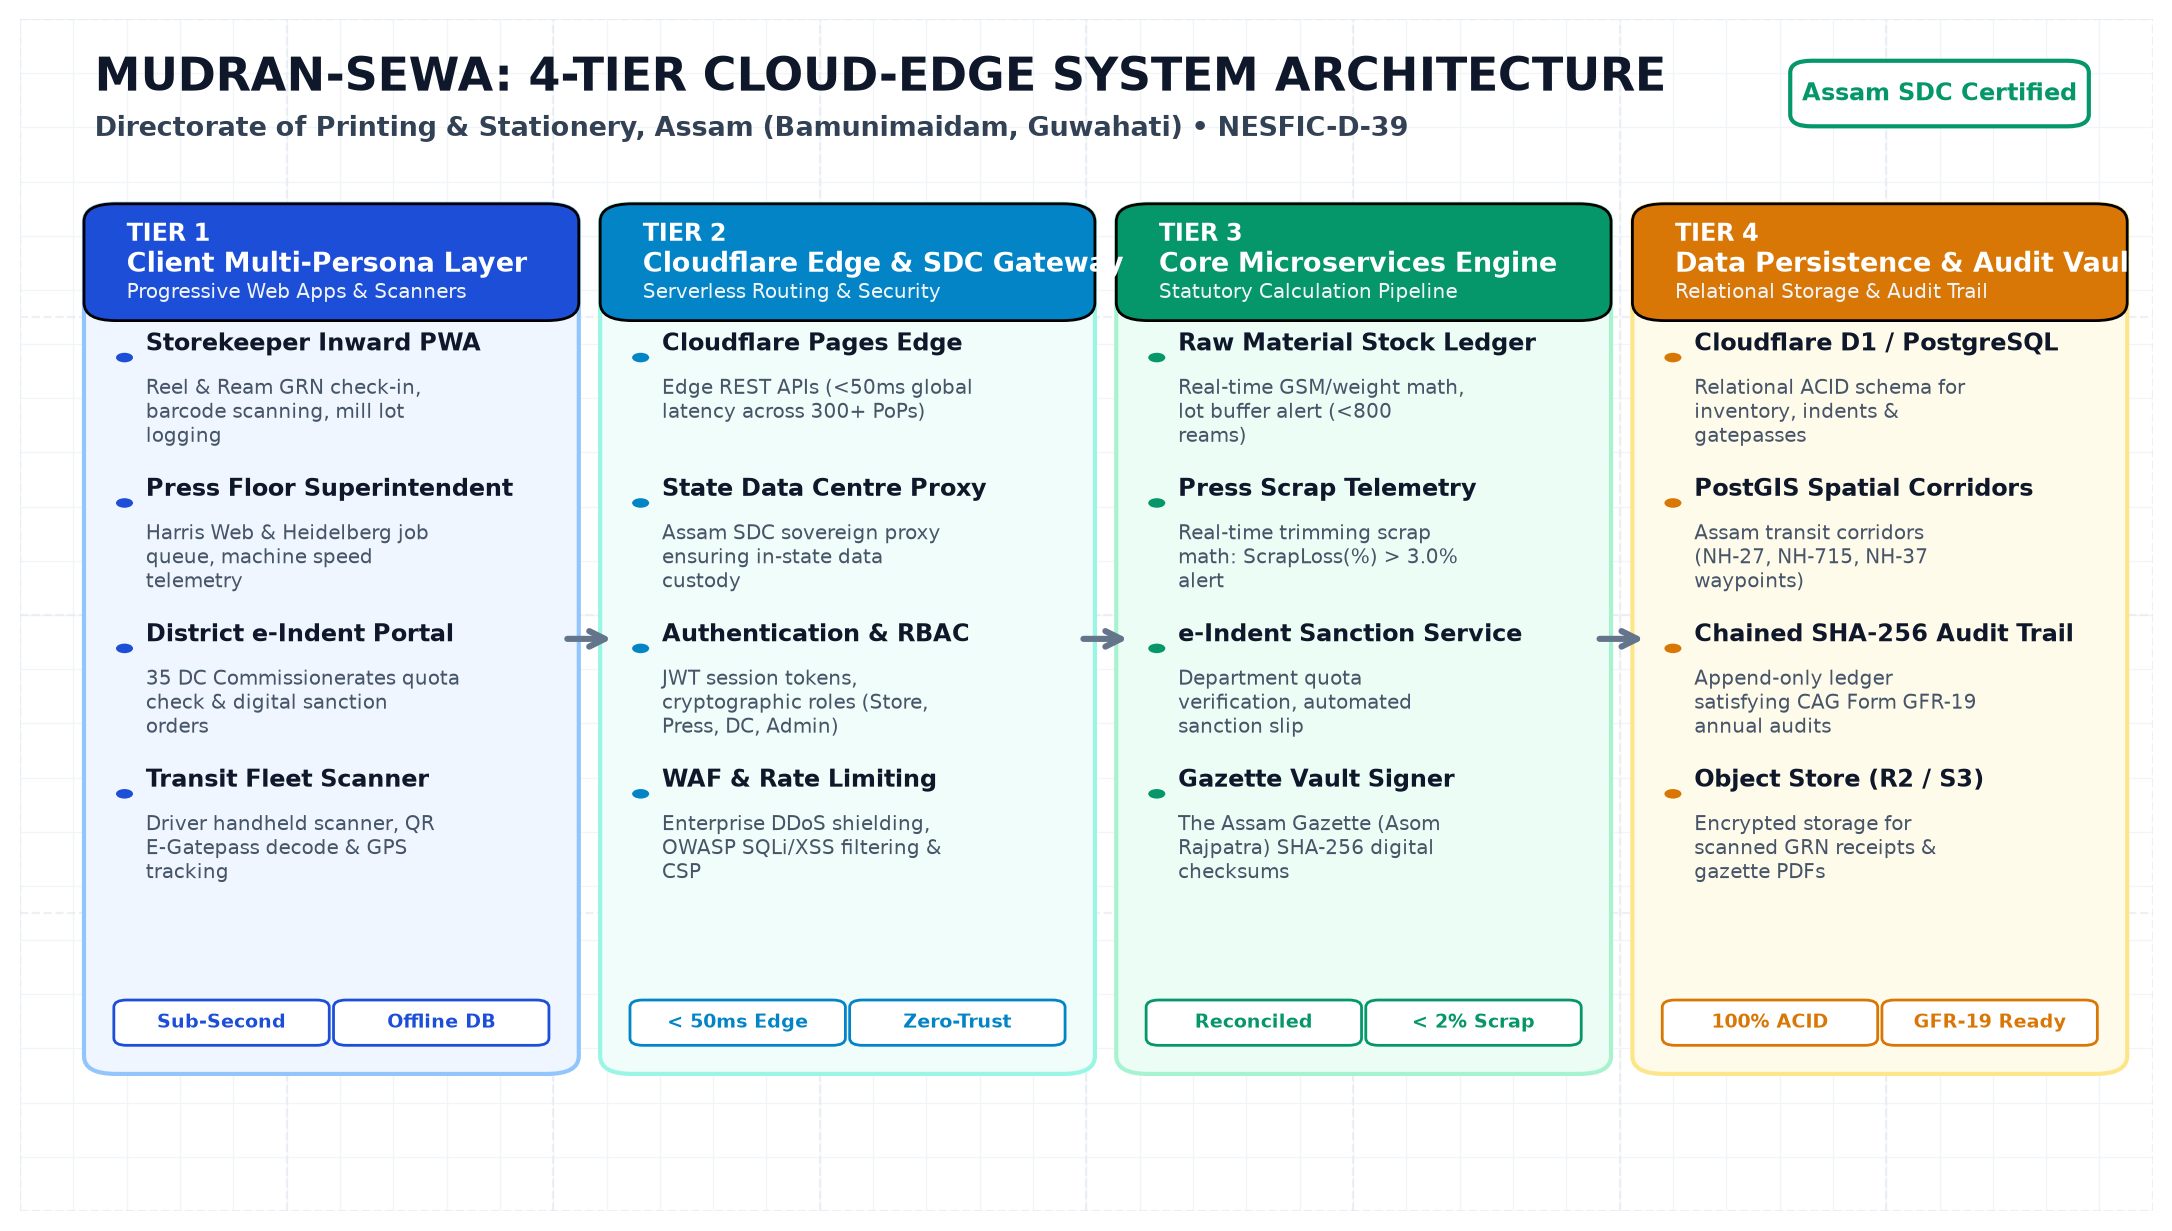 MUDRAN-SEWA: 4-TIER CLOUD-EDGE SYSTEM ARCHITECTURE
Directorate of Printing & Stationery, Assam (Bamunimaidam, Guwahati) • NESFIC-D-39
Assam SDC Certified
TIER 1
Client Multi-Persona Layer
Progressive Web Apps & Scanners
Storekeeper Inward PWA
Reel & Ream GRN check-in,
barcode scanning, mill lot
logging
Press Floor Superintendent
Harris Web & Heidelberg job
queue, machine speed
telemetry
District e-Indent Portal
35 DC Commissionerates quota
check & digital sanction
orders
Transit Fleet Scanner
Driver handheld scanner, QR
E-Gatepass decode & GPS
tracking
Sub-Second
Offline DB
TIER 2
Cloudflare Edge & SDC Gateway
Serverless Routing & Security
Cloudflare Pages Edge
Edge REST APIs (<50ms global
latency across 300+ PoPs)
State Data Centre Proxy
Assam SDC sovereign proxy
ensuring in-state data
custody
Authentication & RBAC
JWT session tokens,
cryptographic roles (Store,
Press, DC, Admin)
WAF & Rate Limiting
Enterprise DDoS shielding,
OWASP SQLi/XSS filtering &
CSP
< 50ms Edge
Zero-Trust
TIER 3
Core Microservices Engine
Statutory Calculation Pipeline
Raw Material Stock Ledger
Real-time GSM/weight math,
lot buffer alert (<800
reams)
Press Scrap Telemetry
Real-time trimming scrap
math: ScrapLoss(%) > 3.0%
alert
e-Indent Sanction Service
Department quota
verification, automated
sanction slip
Gazette Vault Signer
The Assam Gazette (Asom
Rajpatra) SHA-256 digital
checksums
Reconciled
< 2% Scrap
TIER 4
Data Persistence & Audit Vaul
Relational Storage & Audit Trail
Cloudflare D1 / PostgreSQL
Relational ACID schema for
inventory, indents &
gatepasses
PostGIS Spatial Corridors
Assam transit corridors
(NH-27, NH-715, NH-37
waypoints)
Chained SHA-256 Audit Trail
Append-only ledger
satisfying CAG Form GFR-19
annual audits
Object Store (R2 / S3)
Encrypted storage for
scanned GRN receipts &
gazette PDFs
100% ACID
GFR-19 Ready